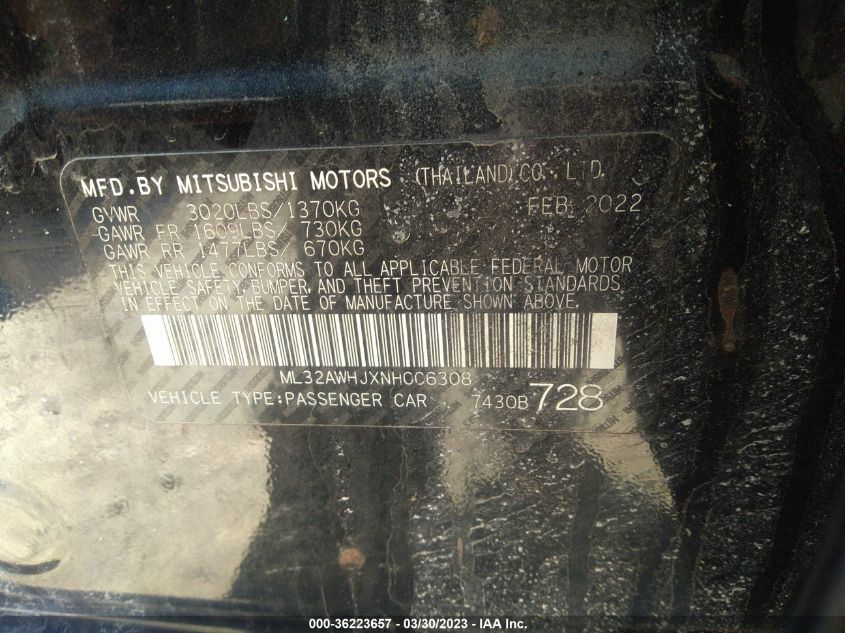 MFD.BY MITSUBISHI MOTORS (THAILAND) CO., LTD.
GVWR 3020LBS/1370KG FEB 2022
GAWR FR 1609LBS/ 730KG
GAWR RR 1477LBS/ 670KG
THIS VEHICLE CONFORMS TO ALL APPLICABLE FEDERAL MOTOR
VEHICLE SAFETY, BUMPER, AND THEFT PREVENTION STANDARDS
IN EFFECT ON THE DATE OF MANUFACTURE SHOWN ABOVE.
ML32AWHJXNH006308
VEHICLE TYPE:PASSENGER CAR 7430B 728
000-36223657 - 03/30/2023 - IAA Inc.